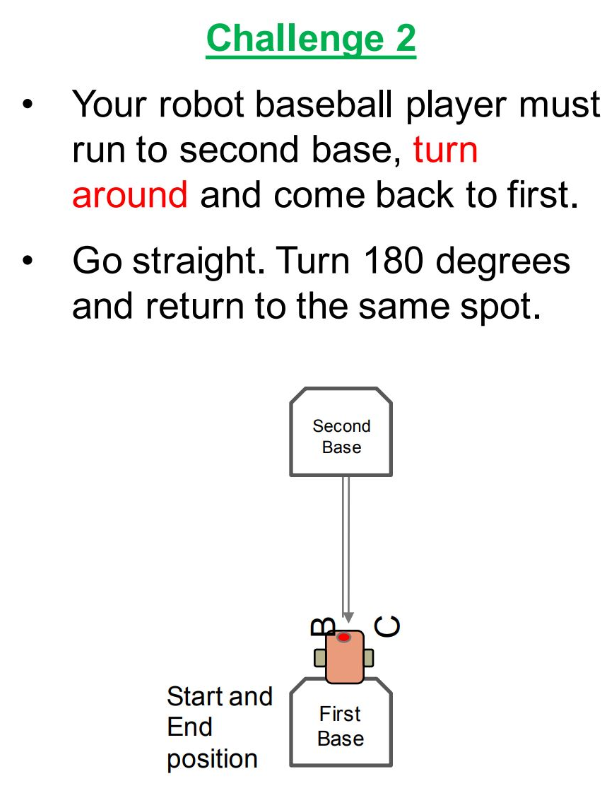 Challenge 2
• Your robot baseball player must
run to second base, turn
around and come back to first.
• Go straight. Turn 180 degrees
and return to the same spot.
Second
Base
B
C
Start and
End
position
First
Base